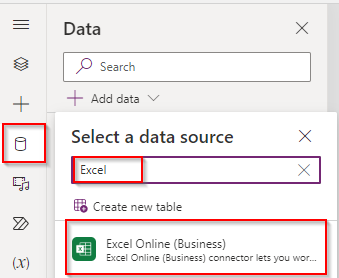 Data
Search
Add data
Select a data source
Excel
Create new table
Excel Online (Business)
Excel Online (Business) connector lets you wor...
(x)